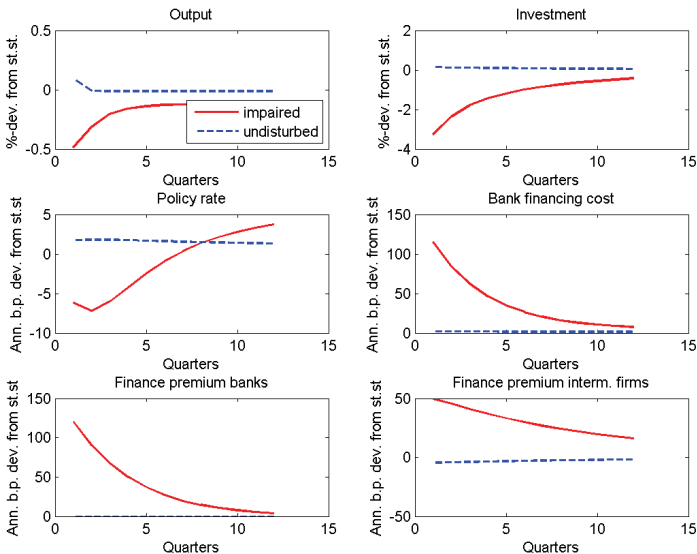 Output
%-dev. from st.st.
0.5
0
-0.5
0
5
10
15
Quarters
impaired
undisturbed
Investment
%-dev. from st.st.
2
0
-2
-4
0
5
10
15
Quarters
Policy rate
Ann. b.p. dev. from st.st
5
0
-5
-10
0
5
10
15
Quarters
Bank financing cost
Ann. b.p. dev. from st.st
150
100
50
0
0
5
10
15
Quarters
Finance premium banks
Ann. b.p. dev. from st.st
150
100
50
0
0
5
10
15
Quarters
Finance premium interm. firms
Ann. b.p. dev. from st.st
50
0
-50
0
5
10
15
Quarters